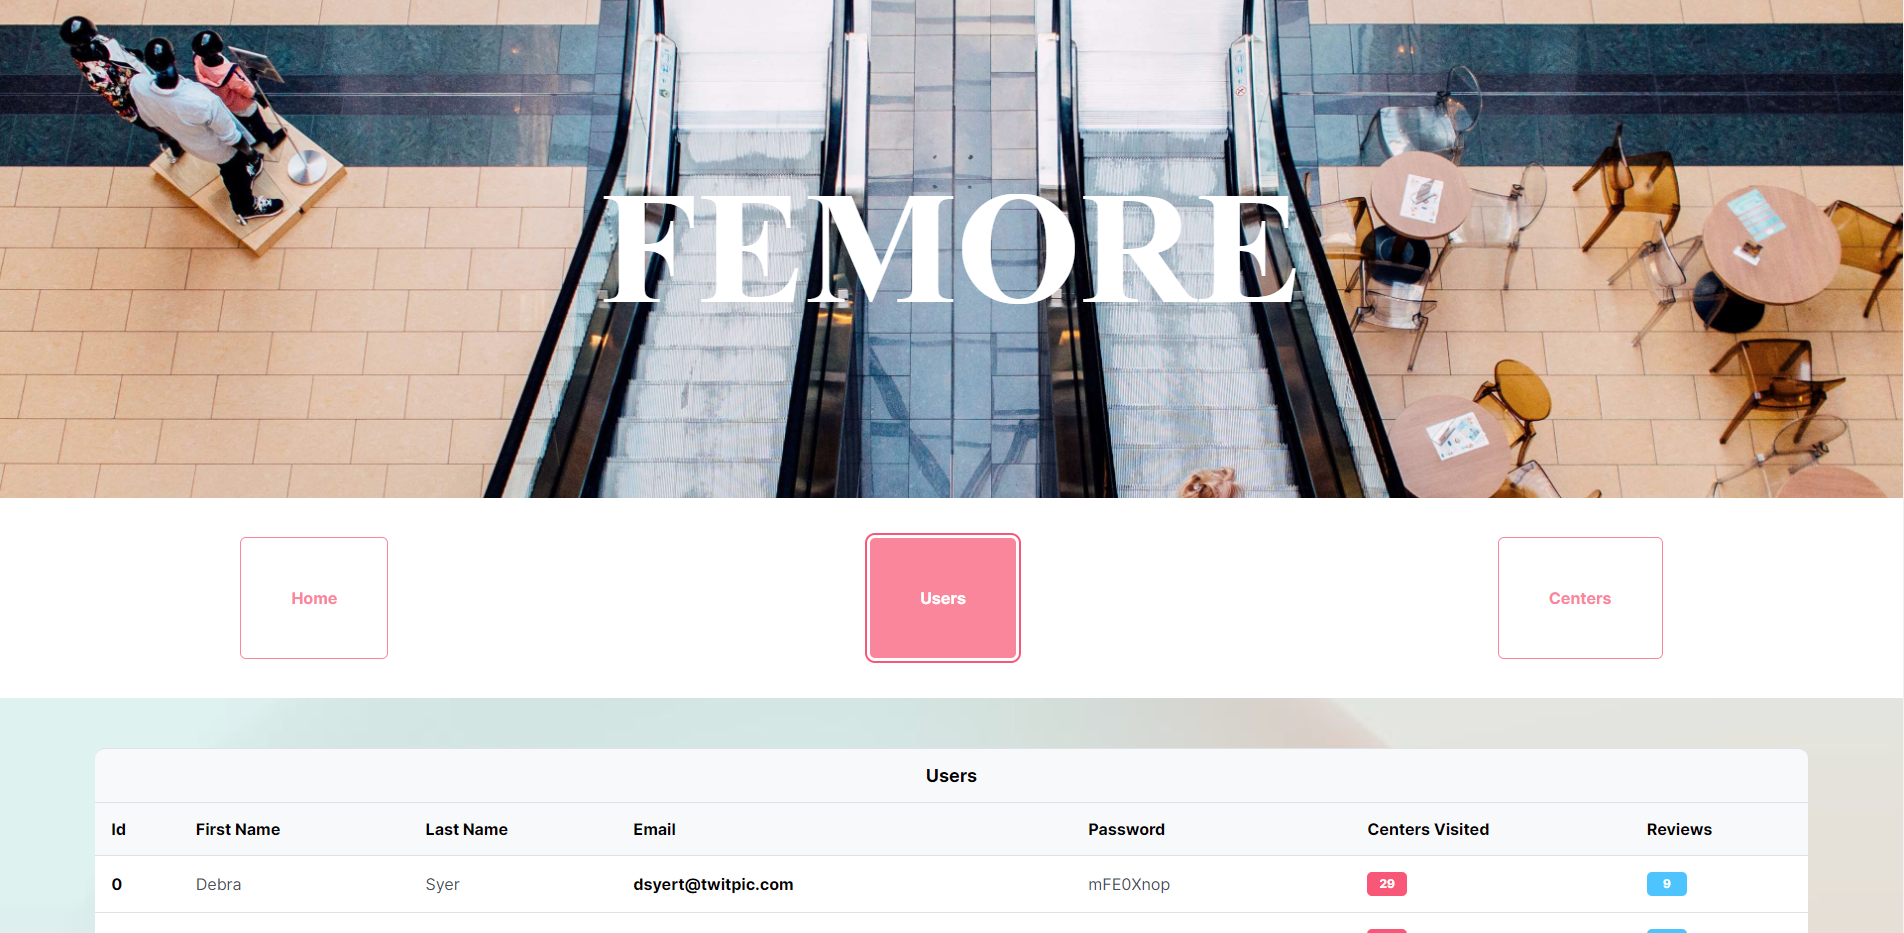 FEMORE
Home
Users
Centers
Users
Id First Name Last Name Email Password Centers Visited Reviews
0 Debra Syer dsyert@twitpic.com mFE0Xnop 29 9